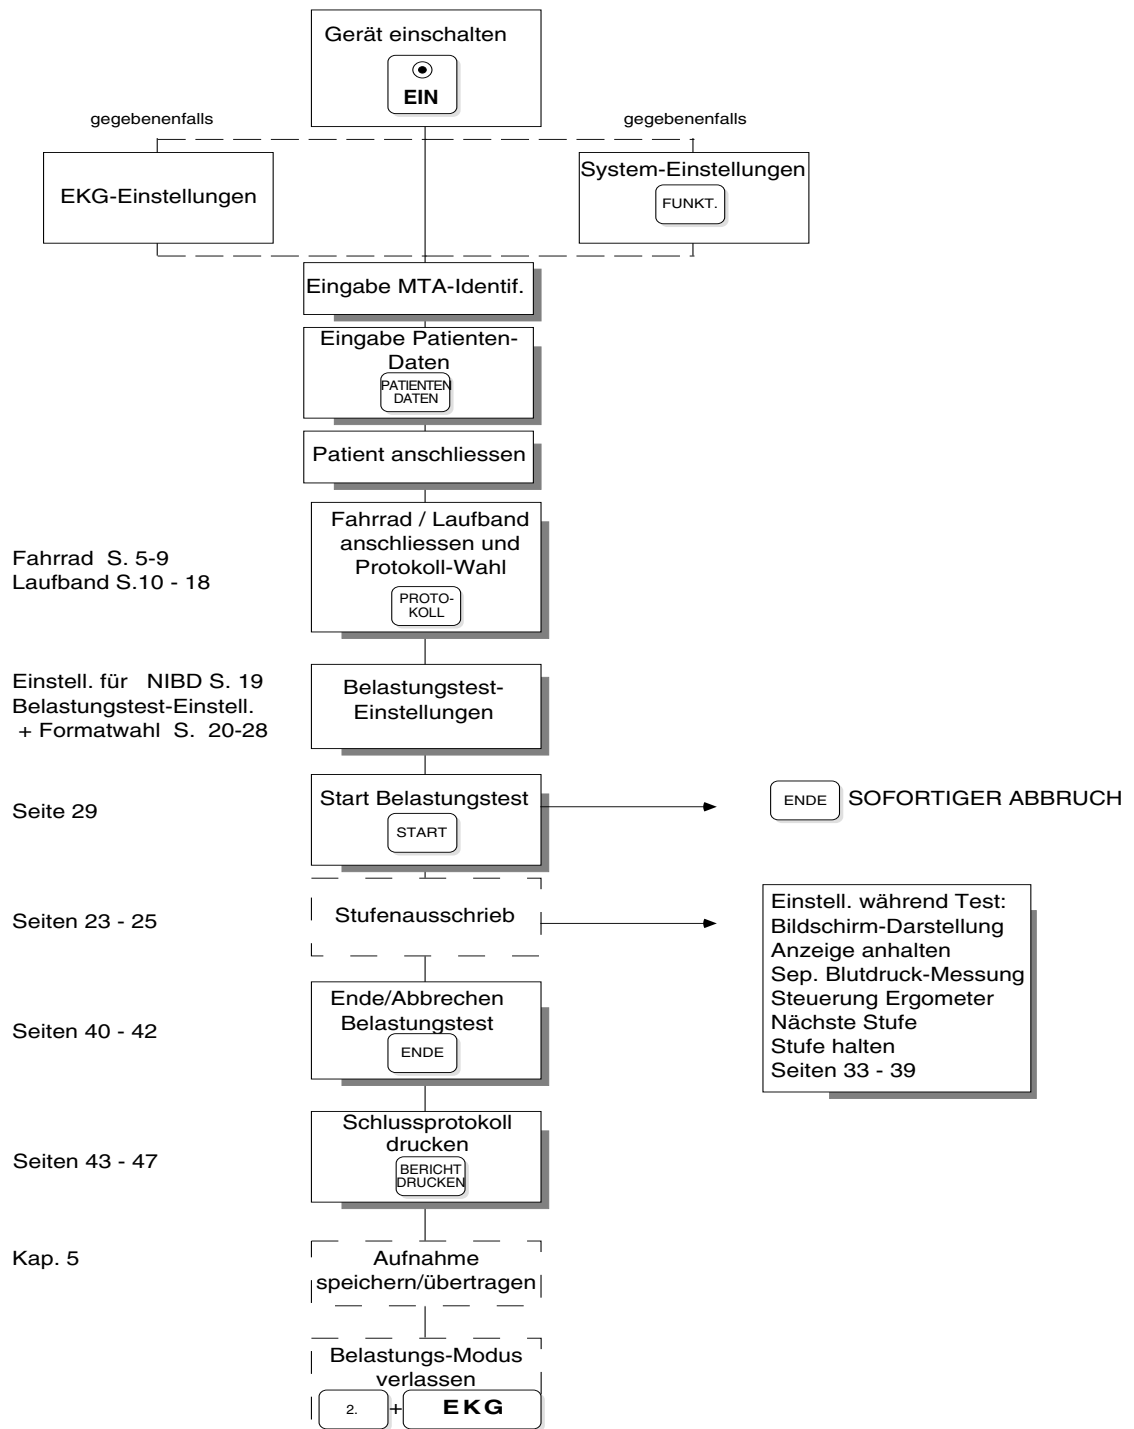 Gerät einschalten
EIN
gegebenenfalls
gegebenenfalls
EKG-Einstellungen
System-Einstellungen
FUNKT.
Eingabe MTA-Identif.
Eingabe Patienten-
Daten
PATIENTEN
DATEN
Patient anschliessen
Fahrrad / Laufband
anschliessen und
Protokoll-Wahl
PROTO-
KOLL
Fahrrad S. 5-9
Laufband S.10 - 18
Einstell. für NIBD S. 19
Belastungstest-Einstell.
+ Formatwahl S. 20-28
Belastungstest-
Einstellungen
Seite 29
Start Belastungstest
START
ENDE SOFORTIGER ABBRUCH
Seiten 23 - 25
Stufenausschrieb
Einstell. während Test:
Bildschirm-Darstellung
Anzeige anhalten
Sep. Blutdruck-Messung
Steuerung Ergometer
Nächste Stufe
Stufe halten
Seiten 33 - 39
Seiten 40 - 42
Ende/Abbrechen
Belastungstest
ENDE
Seiten 43 - 47
Schlussprotokoll
drucken
BERICHT
DRUCKEN
Kap. 5
Aufnahme
speichern/übertragen
Belastungs-Modus
verlassen
2. + EKG